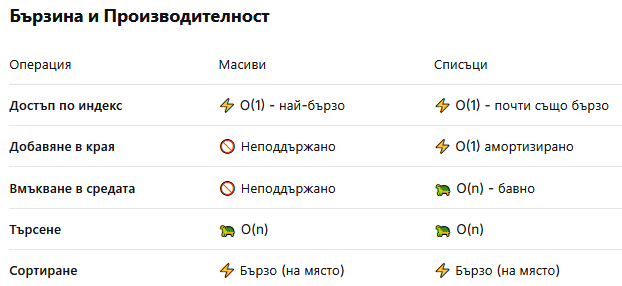 Бързина и Производителност
Операция Масиви Списъци
Достъп по индекс ⚡ O(1) - най-бързо ⚡ O(1) - почти също бързо
Добавяне в края 🚫 Неподдържано ⚡ O(1) амортизирано
Вмъкване в средата 🚫 Неподдържано 🐢 O(n) - бавно
Търсене 🐢 O(n) 🐢 O(n)
Сортиране ⚡ Бързо (на място) ⚡ Бързо (на място)